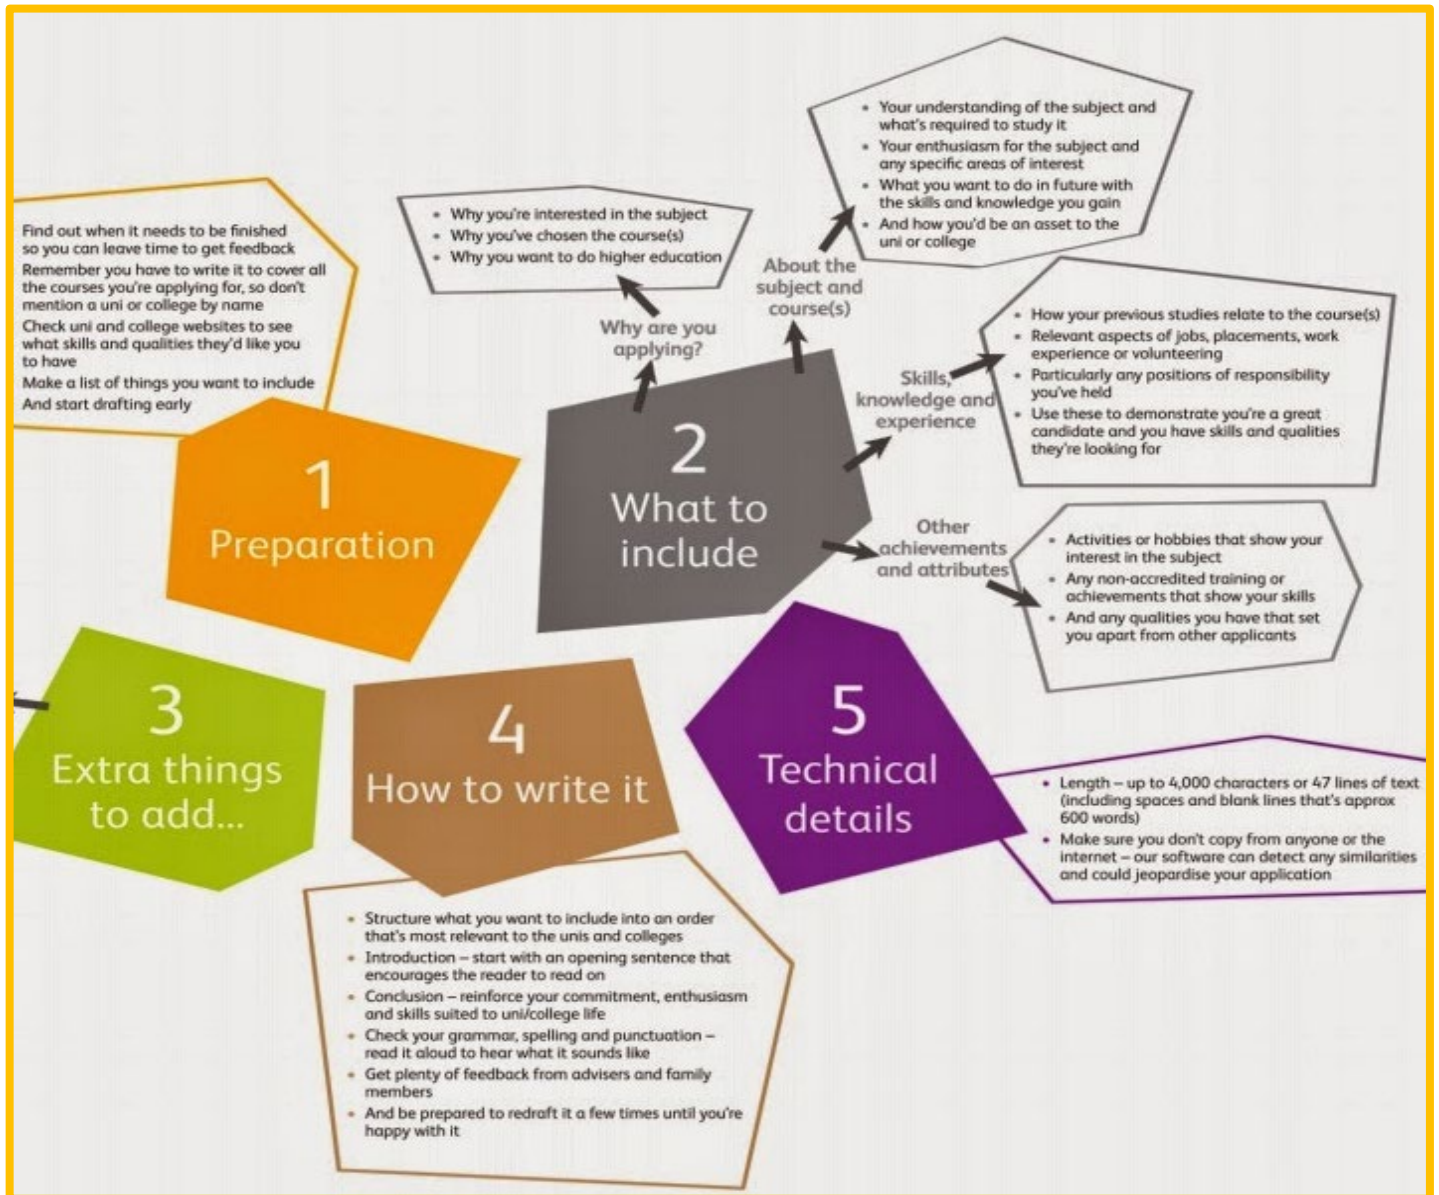 Find out when it needs to be finished
so you can leave time to get feedback
Remember you have to write it to cover all
the courses you're applying for, so don't
mention a uni or college by name
Check uni and college websites to see
what skills and qualities they'd like you
to have
Make a list of things you want to include
And start drafting early
1
Preparation
2
What to
include
Why are you
applying?
• Why you're interested in the subject
• Why you've chosen the course(s)
• Why you want to do higher education
About the
subject and
course(s)
• Your understanding of the subject and
what's required to study it
• Your enthusiasm for the subject and
any specific areas of interest
• What you want to do in future with
the skills and knowledge you gain
• And how you'd be an asset to the
uni or college
Skills,
knowledge and
experience
• How your previous studies relate to the course(s)
• Relevant aspects of jobs, placements, work
experience or volunteering
• Particularly any positions of responsibility
you've held
• Use these to demonstrate you're a great
candidate and you have skills and qualities
they're looking for
Other
achievements
and attributes
• Activities or hobbies that show your
interest in the subject
• Any non-accredited training or
achievements that show your skills
• And any qualities you have that set
you apart from other applicants
3
Extra things
to add...
4
How to write it
• Structure what you want to include into an order
that's most relevant to the unis and colleges
• Introduction – start with an opening sentence that
encourages the reader to read on
• Conclusion – reinforce your commitment, enthusiasm
and skills suited to uni/college life
• Check your grammar, spelling and punctuation –
read it aloud to hear what it sounds like
• Get plenty of feedback from advisers and family
members
• And be prepared to redraft it a few times until you're
happy with it
5
Technical
details
• Length – up to 4,000 characters or 47 lines of text
(including spaces and blank lines that's approx
600 words)
• Make sure you don't copy from anyone or the
internet – our software can detect any similarities
and could jeopardise your application